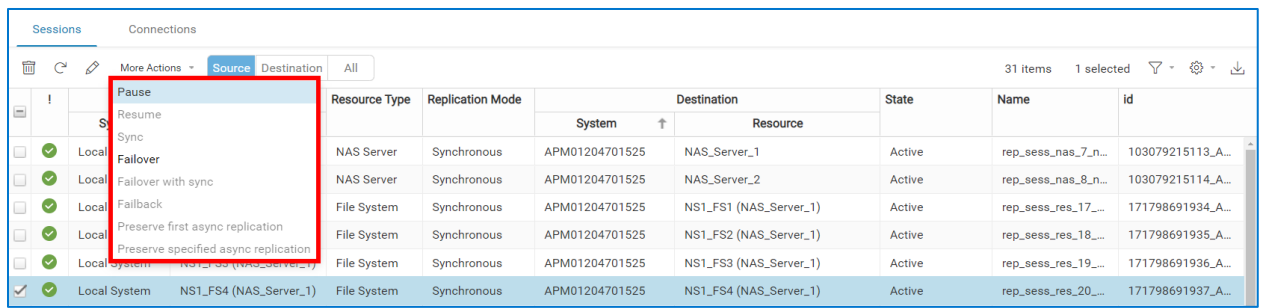 Sessions Connections
More Actions Source Destination All 31 items 1 selected
Pause
Resume
Sync
Failover
Failover with sync
Failback
Preserve first async replication
Preserve specified async replication
! Resource Type Replication Mode Destination State Name id
Sy System Resource
Local NAS Server Synchronous APM01204701525 NAS_Server_1 Active rep_sess_nas_7_n... 103079215113_A...
Local NAS Server Synchronous APM01204701525 NAS_Server_2 Active rep_sess_nas_8_n... 103079215114_A...
Local File System Synchronous APM01204701525 NS1_FS1 (NAS_Server_1) Active rep_sess_res_17_... 171798691934_A...
Local File System Synchronous APM01204701525 NS1_FS2 (NAS_Server_1) Active rep_sess_res_18_... 171798691935_A...
Local System NS1_FS3 (NAS_Server_1) File System Synchronous APM01204701525 NS1_FS3 (NAS_Server_1) Active rep_sess_res_19_... 171798691936_A...
Local System NS1_FS4 (NAS_Server_1) File System Synchronous APM01204701525 NS1_FS4 (NAS_Server_1) Active rep_sess_res_20_... 171798691937_A...